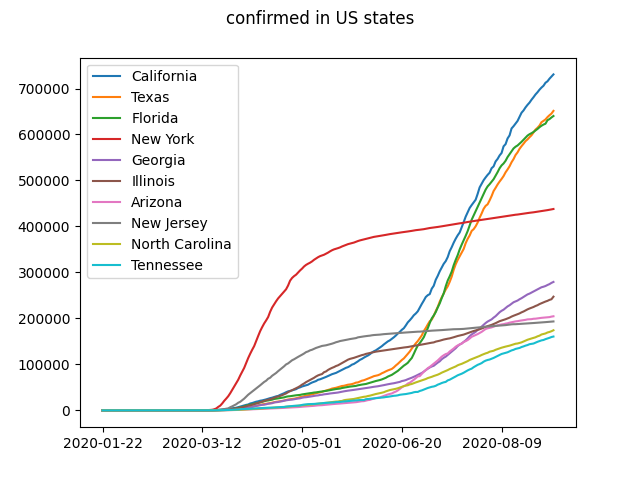 confirmed in US states
California
Texas
Florida
New York
Georgia
Illinois
Arizona
New Jersey
North Carolina
Tennessee
700000
600000
500000
400000
300000
200000
100000
0
2020-01-22 2020-03-12 2020-05-01 2020-06-20 2020-08-09